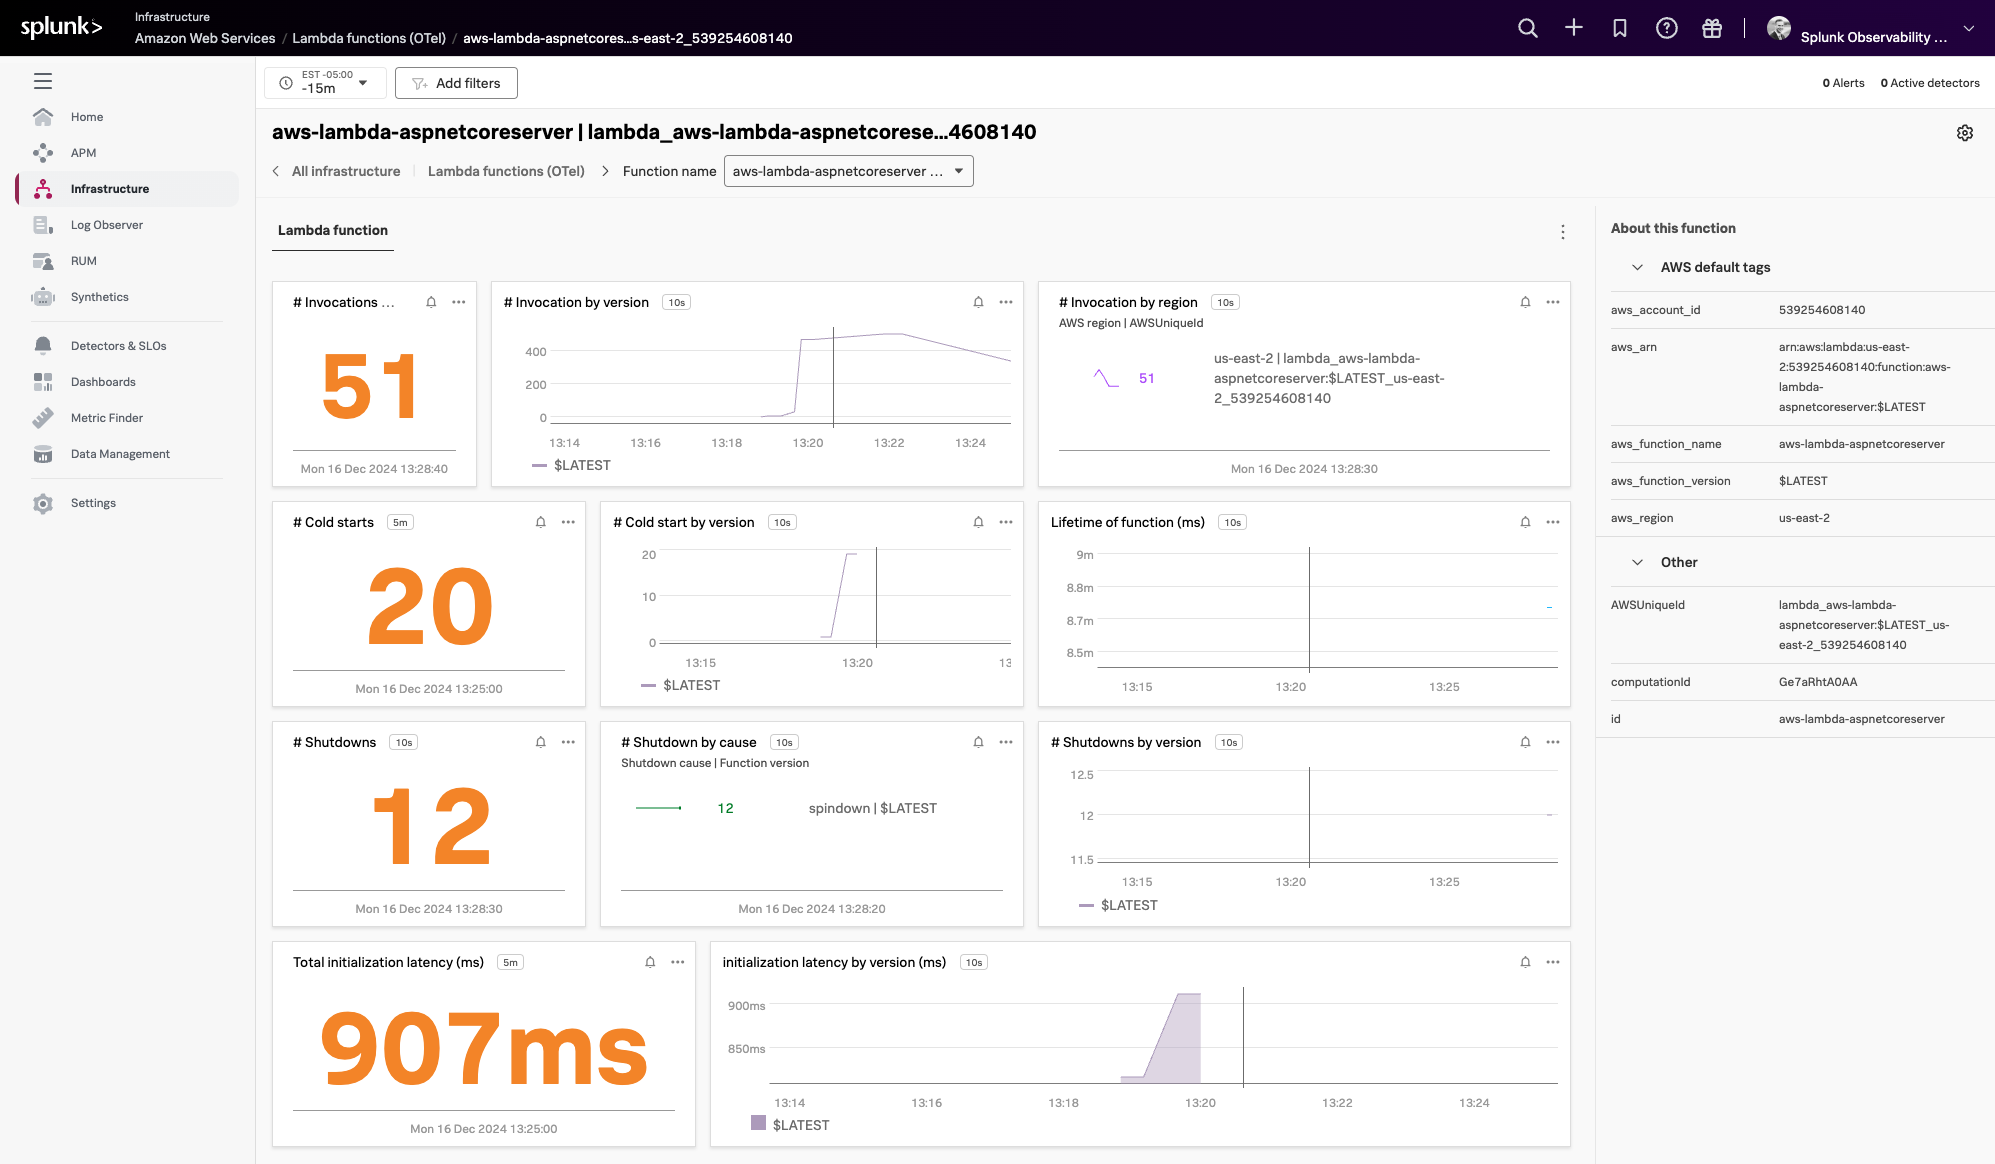 splunk>
Infrastructure
Amazon Web Services / Lambda functions (OTel) / aws-lambda-aspnetcores...s-east-2_539254608140
Splunk Observability ...
Home
APM
Infrastructure
Log Observer
RUM
Synthetics
Detectors & SLOs
Dashboards
Metric Finder
Data Management
Settings
EST -05:00
-15m
Add filters
0 Alerts
0 Active detectors
aws-lambda-aspnetcoreserver | lambda_aws-lambda-aspnetcorese...4608140
All infrastructure
Lambda functions (OTel)
Function name
aws-lambda-aspnetcoreserver ...
Lambda function
# Invocations ...
51
Mon 16 Dec 2024 13:28:40
# Invocation by version 10s
400
200
0
13:14 13:16 13:18 13:20 13:22 13:24
$LATEST
# Invocation by region 10s
AWS region | AWSUniqueId
51
us-east-2 | lambda_aws-lambda-
aspnetcoreserver:$LATEST_us-east-
2_539254608140
Mon 16 Dec 2024 13:28:30
# Cold starts 5m
20
Mon 16 Dec 2024 13:25:00
# Cold start by version 10s
20
10
0
13:15 13:20 13
$LATEST
Lifetime of function (ms) 10s
9m
8.8m
8.7m
8.5m
13:15 13:20 13:25
# Shutdowns 10s
12
Mon 16 Dec 2024 13:28:30
# Shutdown by cause 10s
Shutdown cause | Function version
12 spindown | $LATEST
Mon 16 Dec 2024 13:28:20
# Shutdowns by version 10s
12.5
12
11.5
13:15 13:20 13:25
$LATEST
Total initialization latency (ms) 5m
907ms
Mon 16 Dec 2024 13:25:00
initialization latency by version (ms) 10s
900ms
850ms
13:14 13:16 13:18 13:20 13:22 13:24
$LATEST
About this function
AWS default tags
aws_account_id 539254608140
aws_arn arn:aws:lambda:us-east-
2:539254608140:function:aws-
lambda-
aspnetcoreserver:$LATEST
aws_function_name aws-lambda-aspnetcoreserver
aws_function_version $LATEST
aws_region us-east-2
Other
AWSUniqueId lambda_aws-lambda-
aspnetcoreserver:$LATEST_us-
east-2_539254608140
computationId Ge7aRhtA0AA
id aws-lambda-aspnetcoreserver